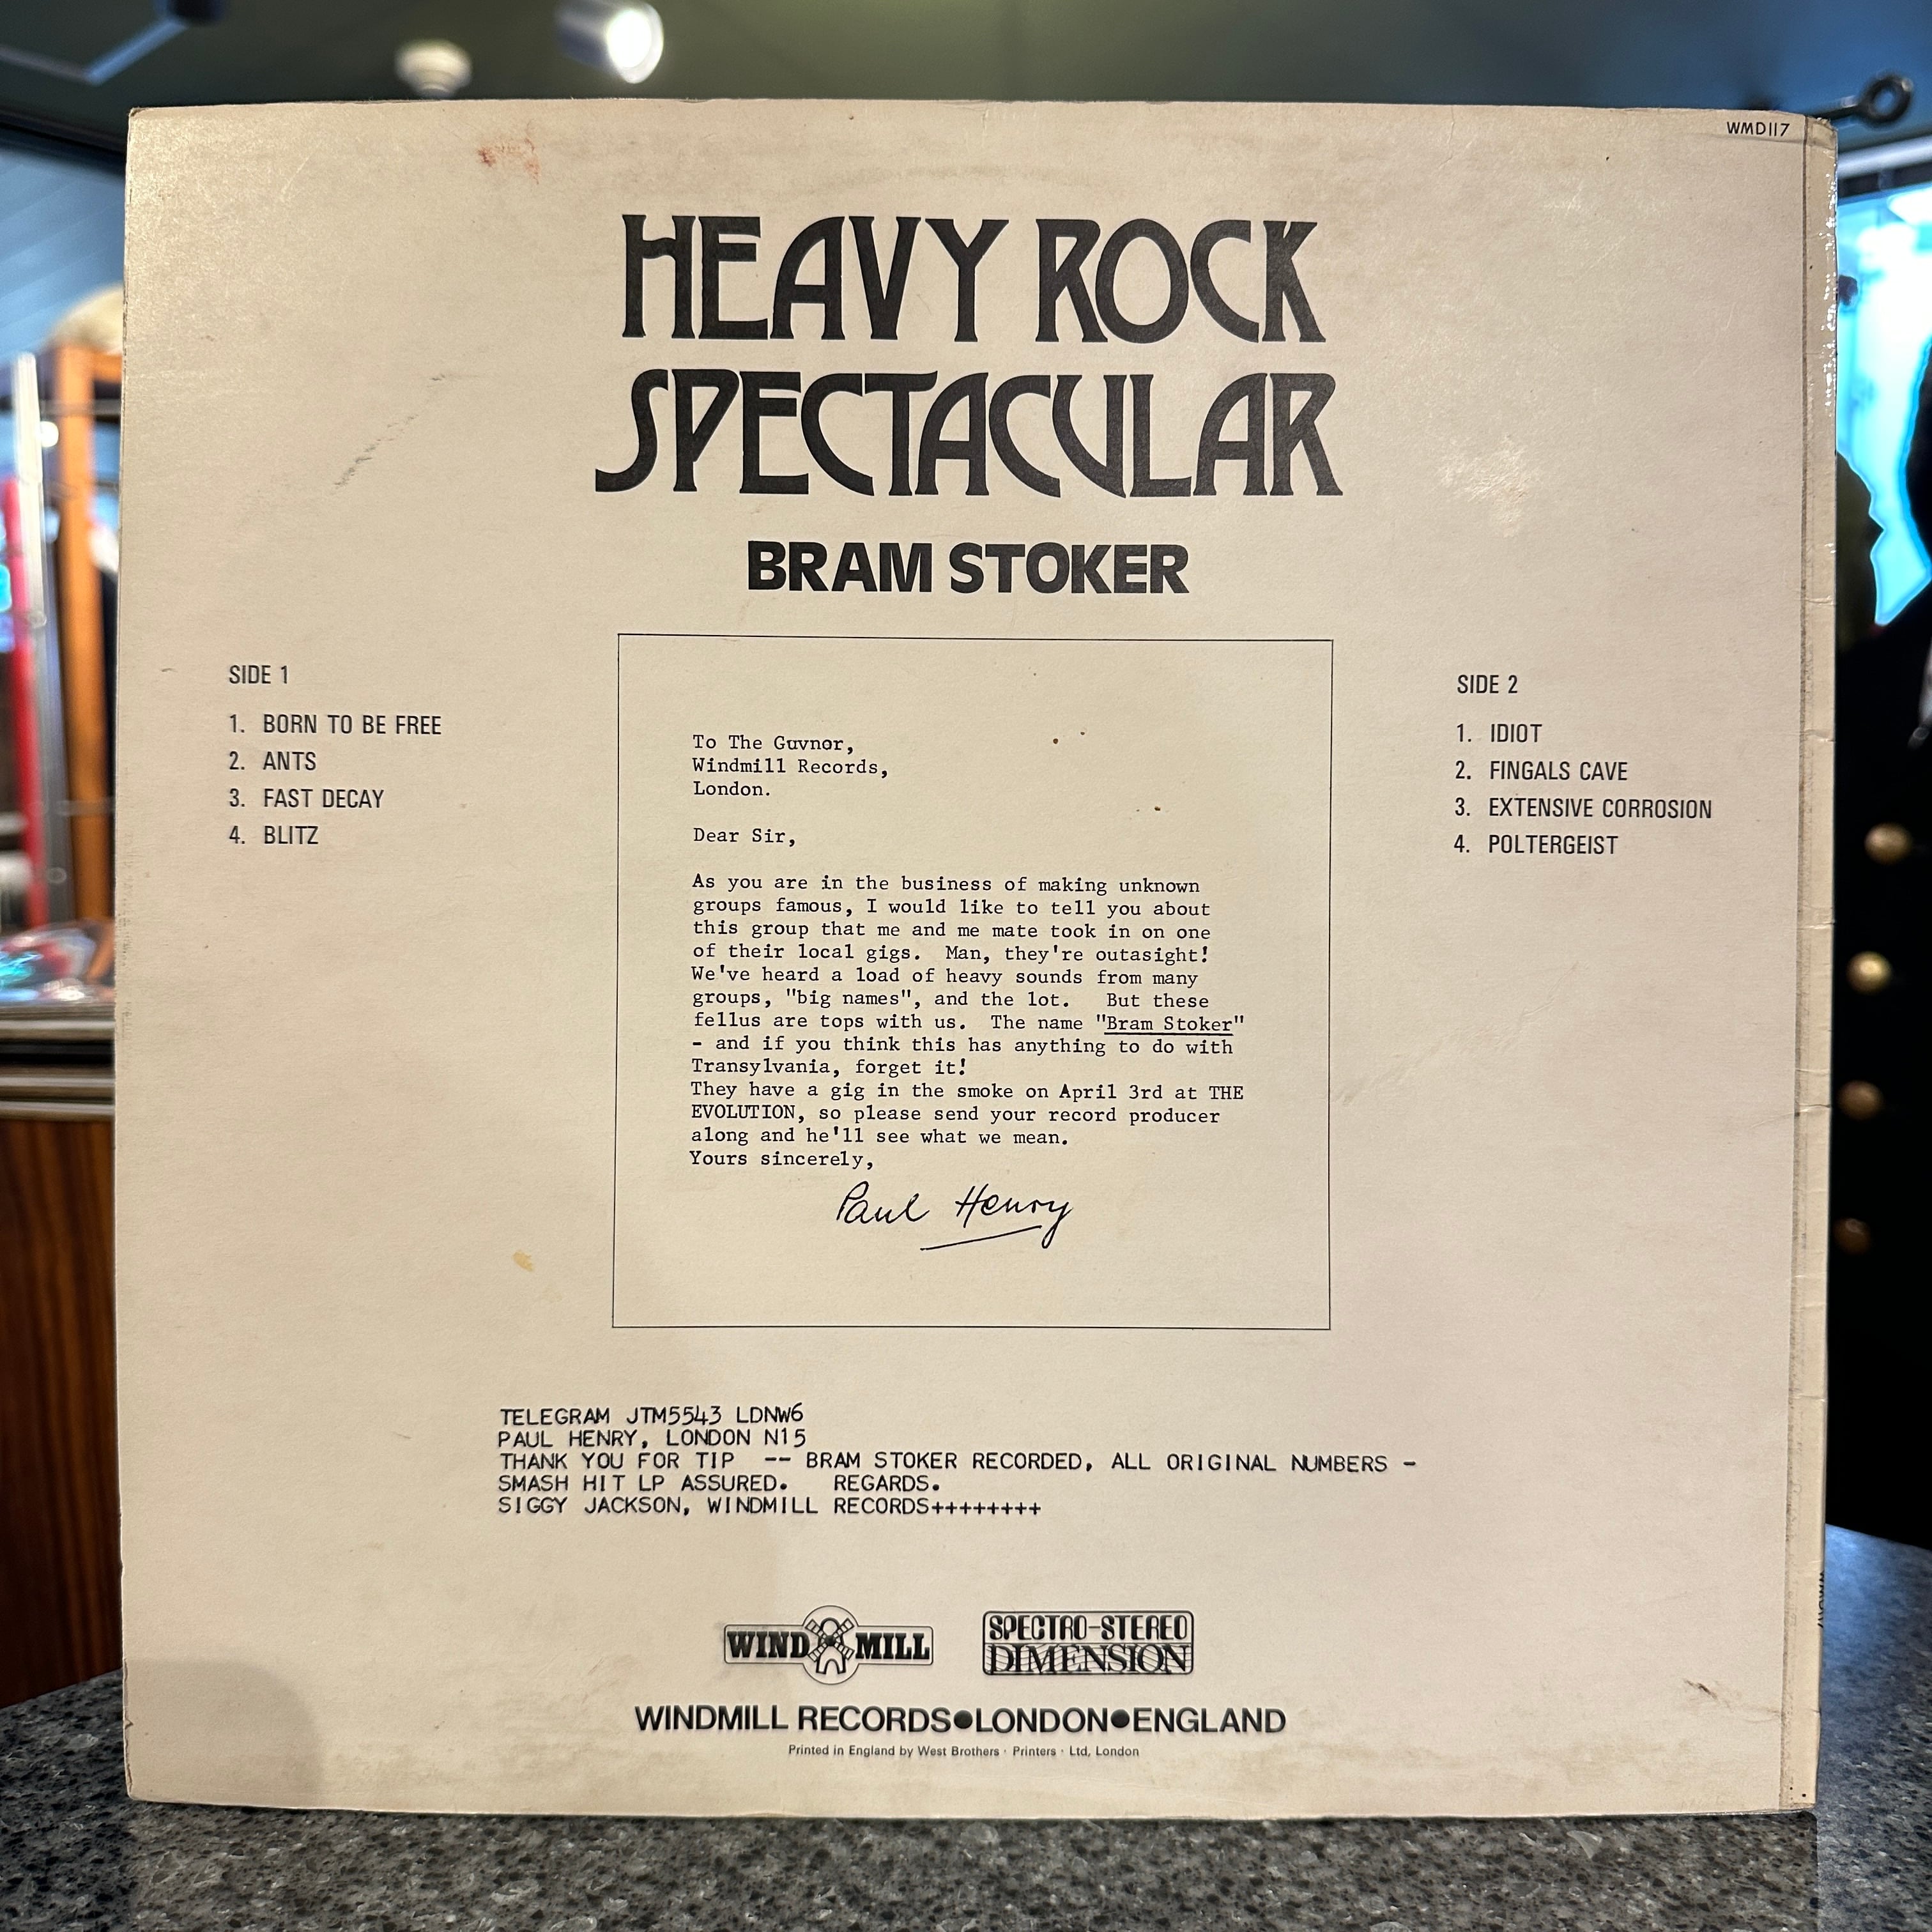 WMD117
HEAVY ROCK
SPECTACULAR
BRAM STOKER
SIDE 1
1. BORN TO BE FREE
2. ANTS
3. FAST DECAY
4. BLITZ
To The Guvnor,
Windmill Records,
London.
Dear Sir,
As you are in the business of making unknown
groups famous, I would like to tell you about
this group that me and me mate took in on one
of their local gigs. Man, they're outasight!
We've heard a load of heavy sounds from many
groups, "big names", and the lot. But these
fellus are tops with us. The name "Bram Stoker"
- and if you think this has anything to do with
Transylvania, forget it!
They have a gig in the smoke on April 3rd at THE
EVOLUTION, so please send your record producer
along and he'll see what we mean.
Yours sincerely,
Paul Henry
SIDE 2
1. IDIOT
2. FINGALS CAVE
3. EXTENSIVE CORROSION
4. POLTERGEIST
TELEGRAM JTM5543 LDNW6
PAUL HENRY, LONDON N15
THANK YOU FOR TIP -- BRAM STOKER RECORDED, ALL ORIGINAL NUMBERS -
SMASH HIT LP ASSURED. REGARDS.
SIGGY JACKSON, WINDMILL RECORDS++++++++
WINDMILL
SPECTRO-STEREO
DIMENSION
WINDMILL RECORDS●LONDON●ENGLAND
Printed in England by West Brothers · Printers · Ltd, London